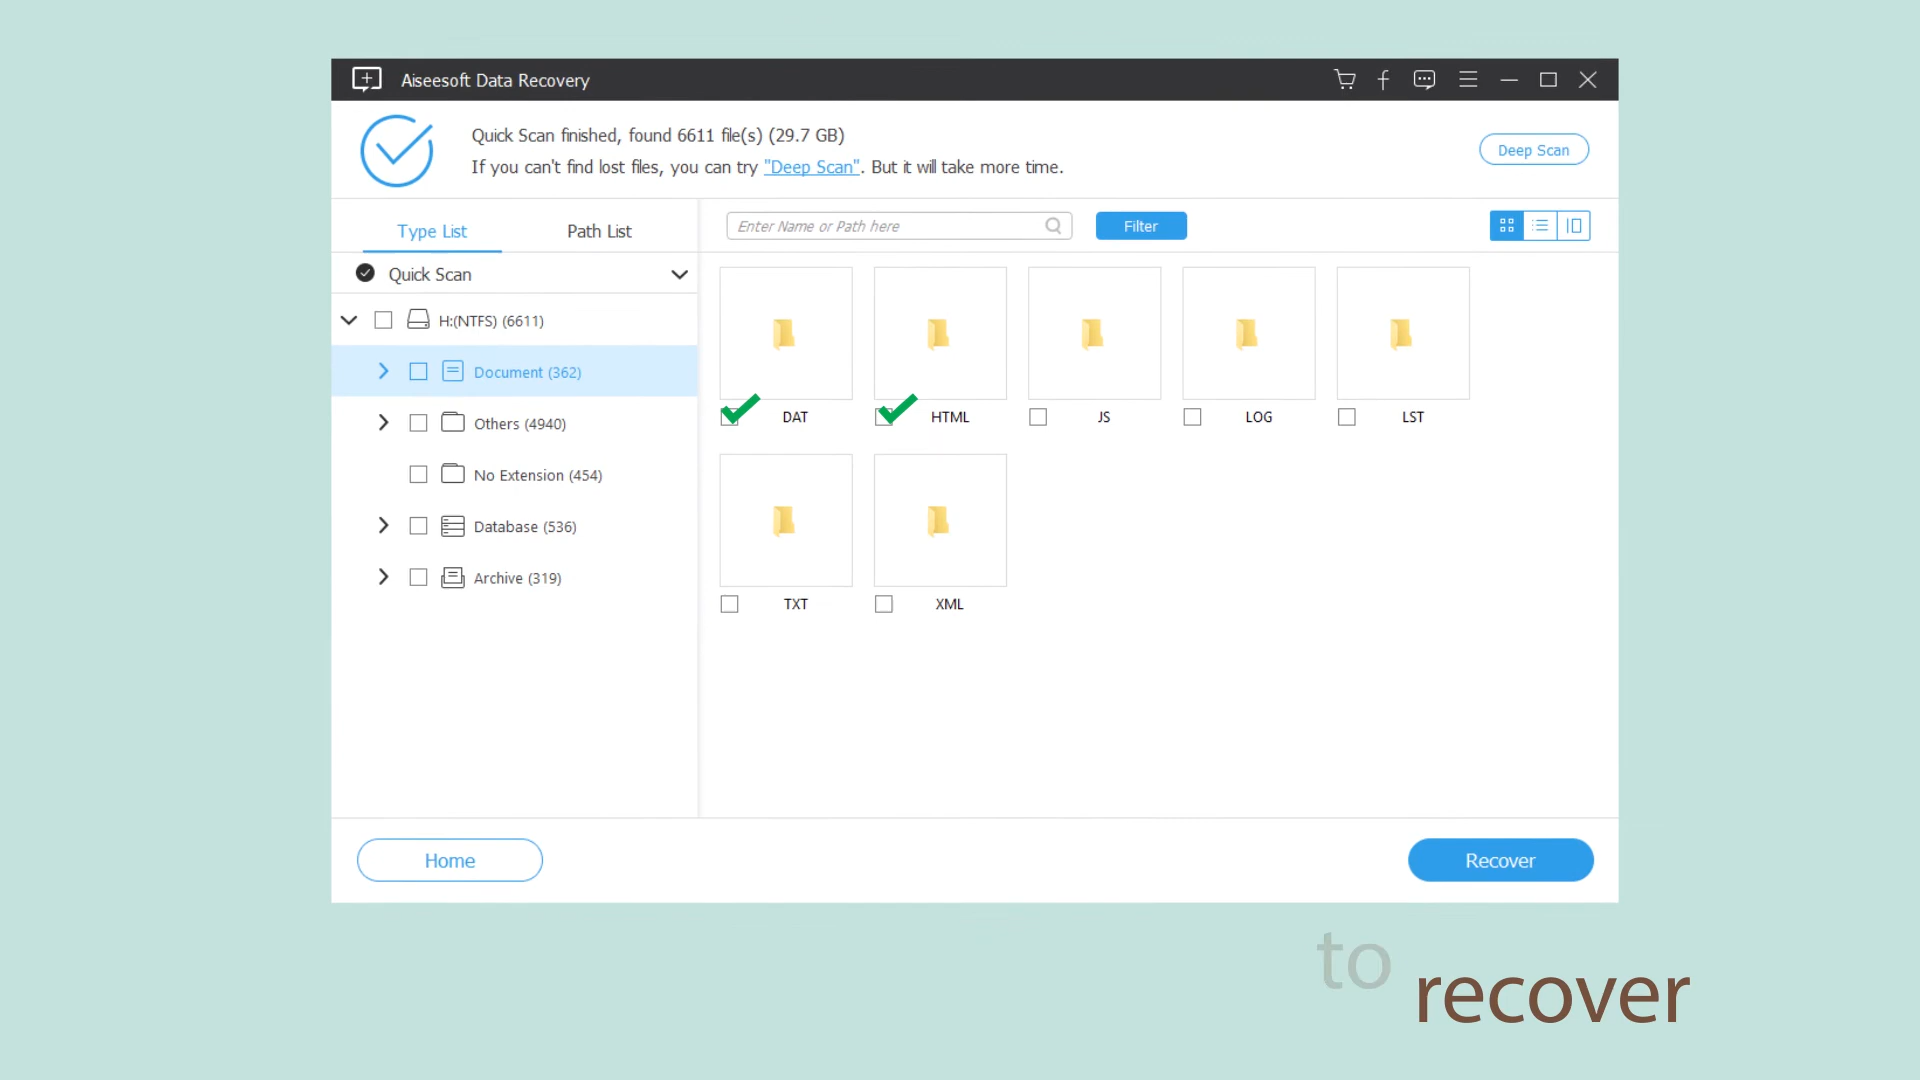 Aiseesoft Data Recovery
Quick Scan finished, found 6611 file(s) (29.7 GB)
If you can't find lost files, you can try "Deep Scan". But it will take more time.
Deep Scan
Type List
Path List
Enter Name or Path here
Filter
Quick Scan
H:(NTFS) (6611)
Document (362)
Others (4940)
No Extension (454)
Database (536)
Archive (319)
DAT
HTML
JS
LOG
LST
TXT
XML
Home
Recover
to
recover